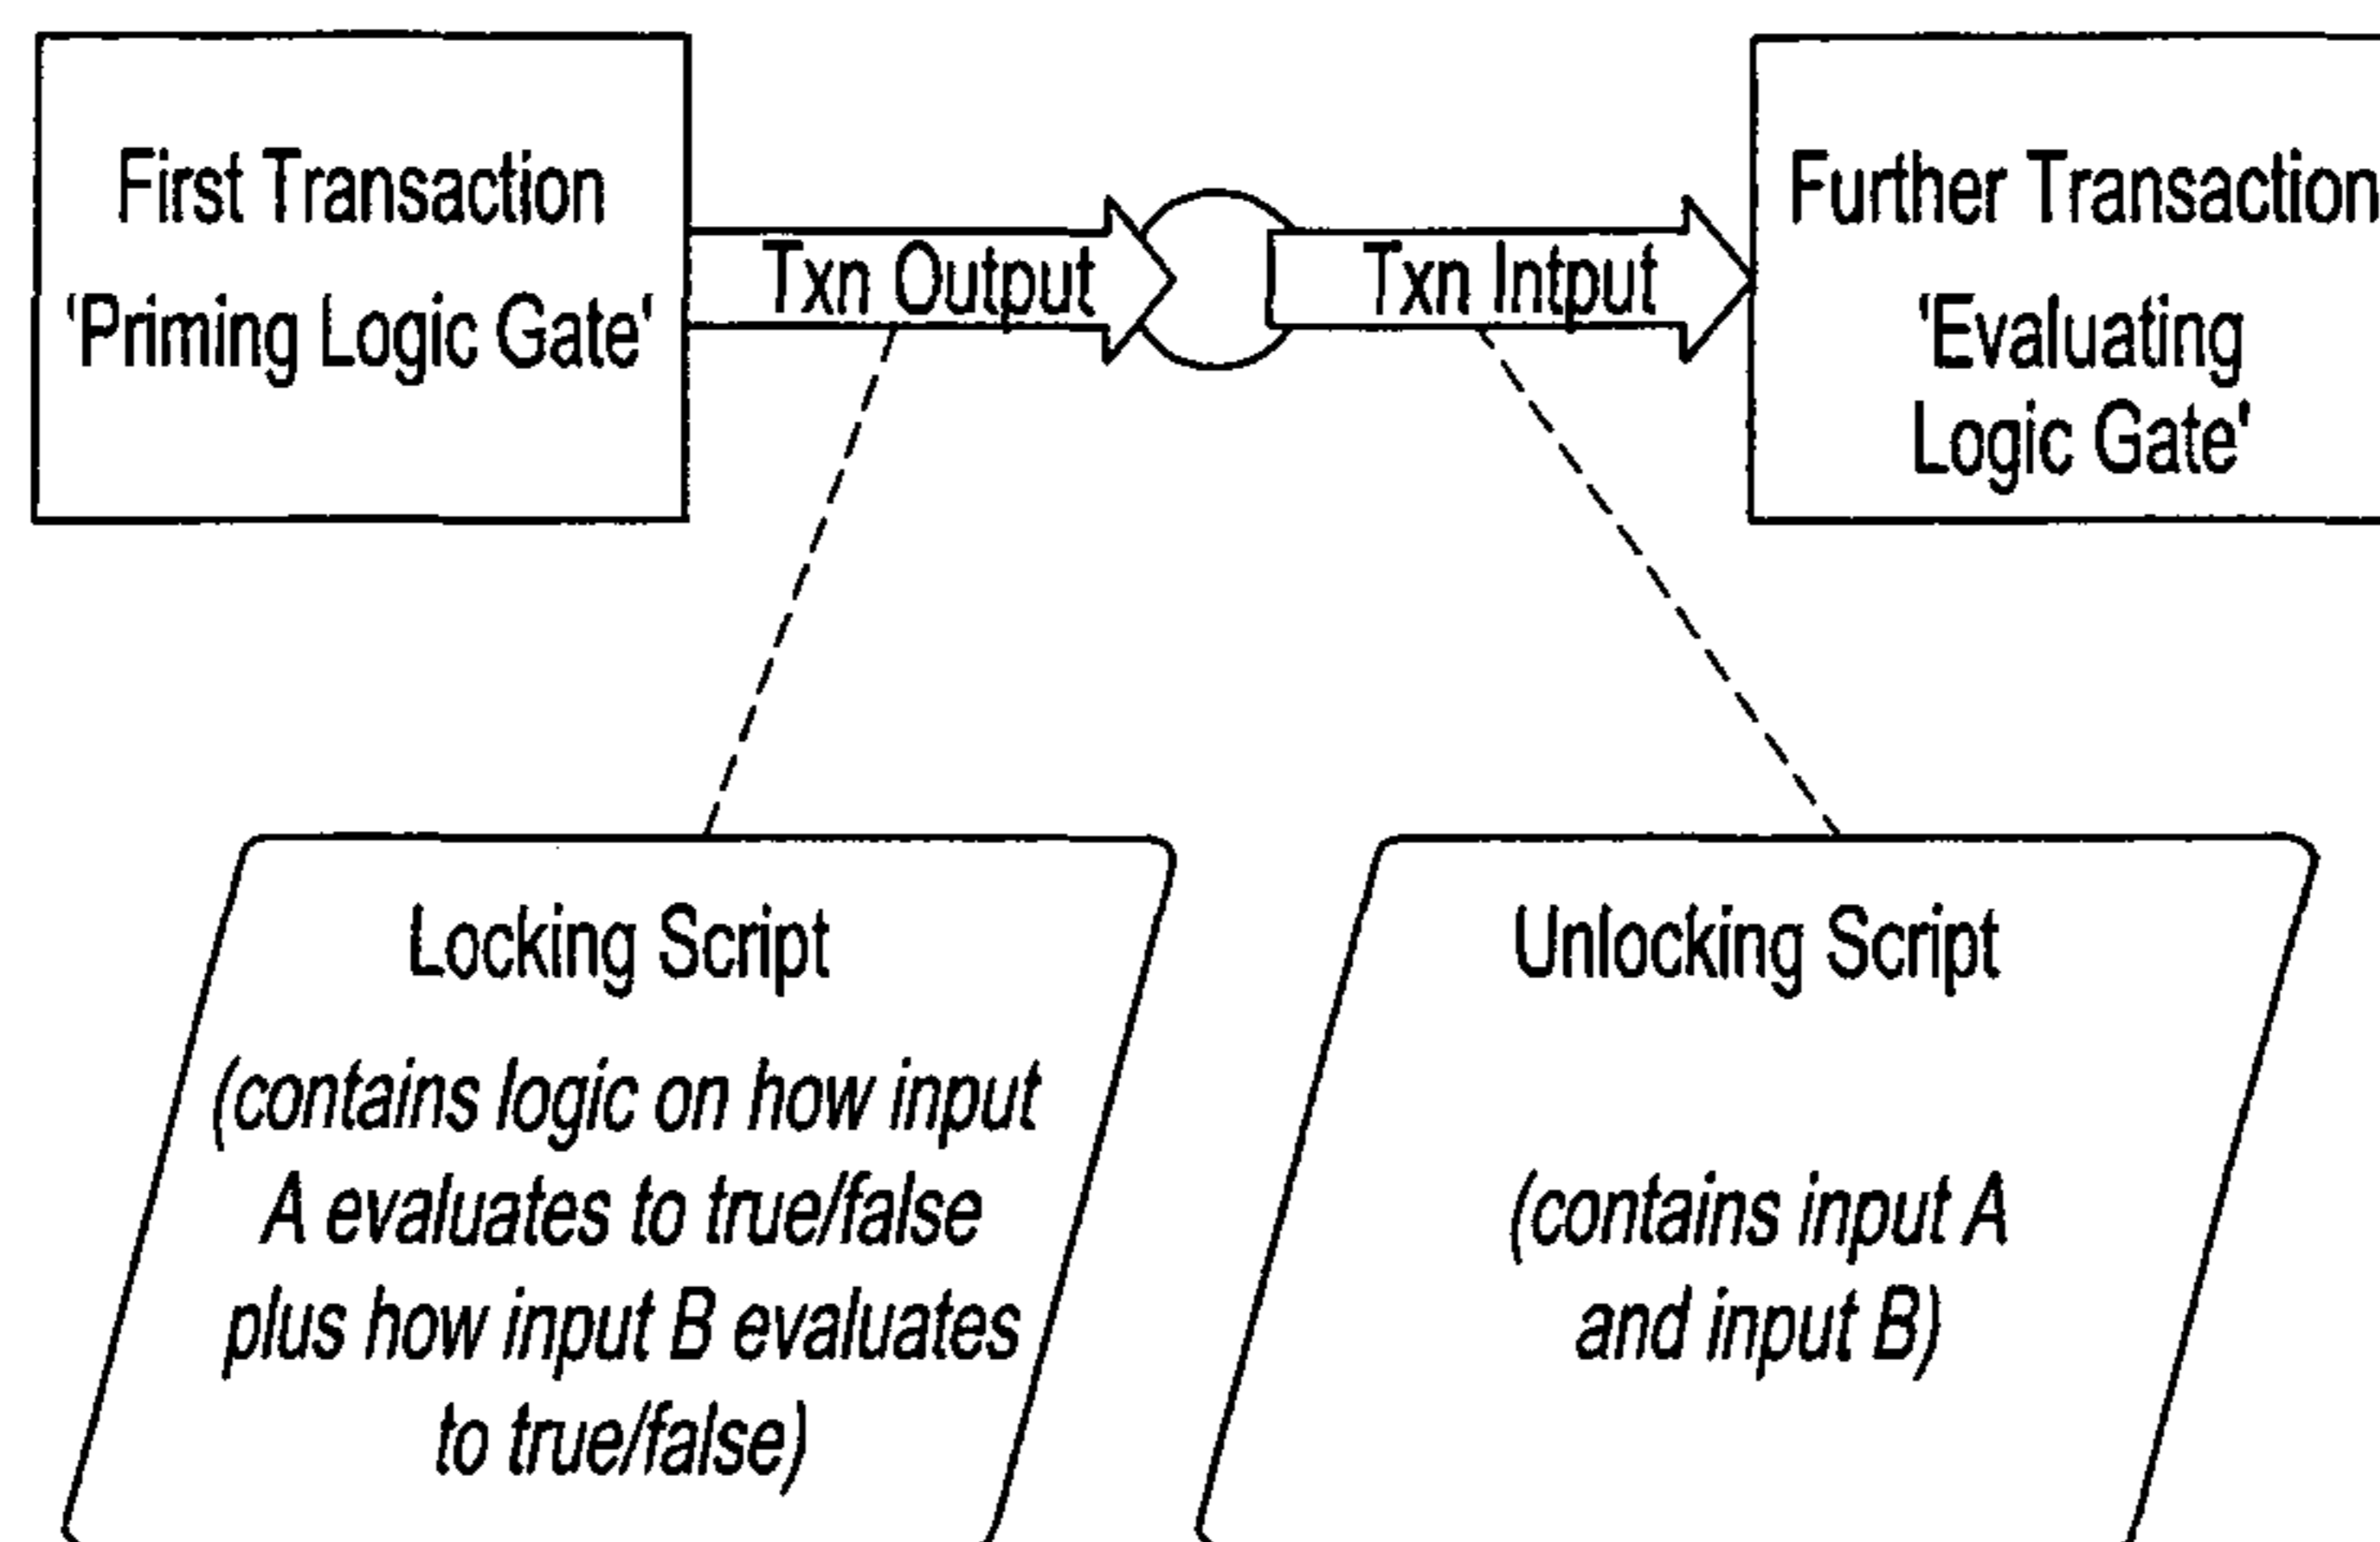 First Transaction
'Priming Logic Gate'
Txn Output
Txn Intput
Further Transaction
'Evaluating
Logic Gate'
Locking Script
(contains logic on how input
A evaluates to true/false
plus how input B evaluates
to true/false)
Unlocking Script
(contains input A
and input B)